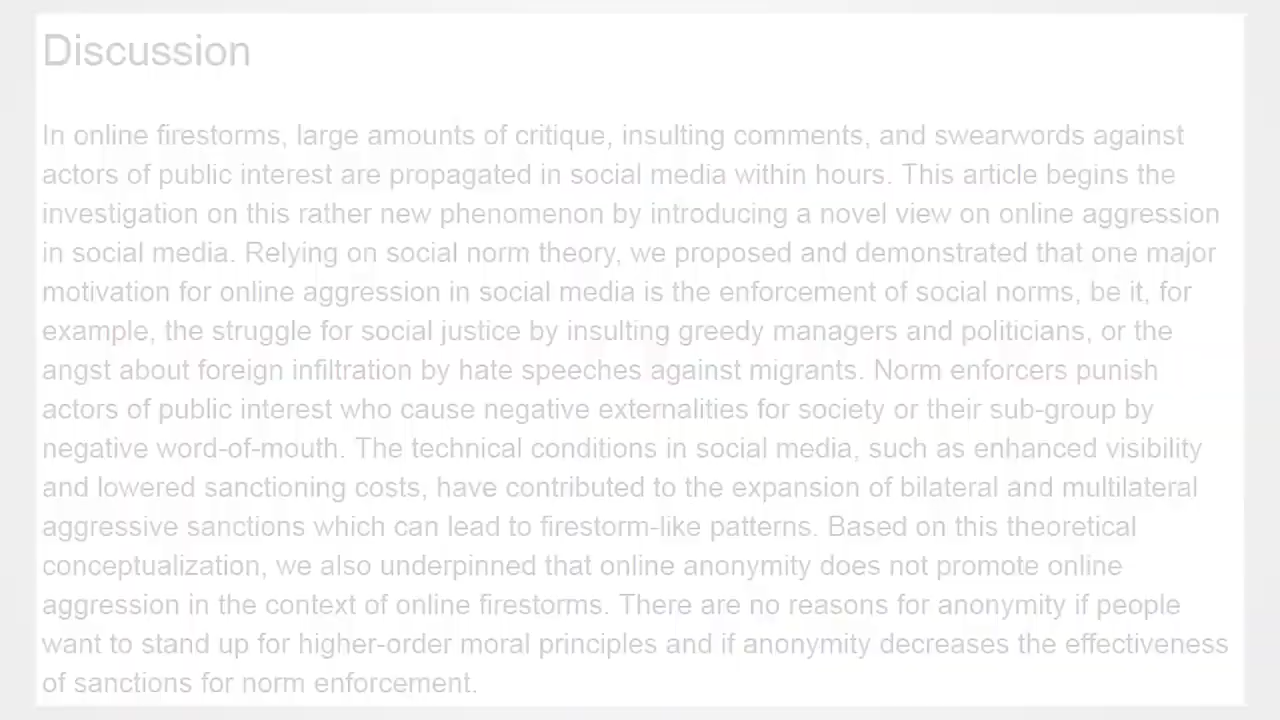 Discussion
In online firestorms, large amounts of critique, insulting comments, and swearwords against
actors of public interest are propagated in social media within hours. This article begins the
investigation on this rather new phenomenon by introducing a novel view on online aggression
in social media. Relying on social norm theory, we proposed and demonstrated that one major
motivation for online aggression in social media is the enforcement of social norms, be it, for
example, the struggle for social justice by insulting greedy managers and politicians, or the
angst about foreign infiltration by hate speeches against migrants. Norm enforcers punish
actors of public interest who cause negative externalities for society or their sub-group by
negative word-of-mouth. The technical conditions in social media, such as enhanced visibility
and lowered sanctioning costs, have contributed to the expansion of bilateral and multilateral
aggressive sanctions which can lead to firestorm-like patterns. Based on this theoretical
conceptualization, we also underpinned that online anonymity does not promote online
aggression in the context of online firestorms. There are no reasons for anonymity if people
want to stand up for higher-order moral principles and if anonymity decreases the effectiveness
of sanctions for norm enforcement.